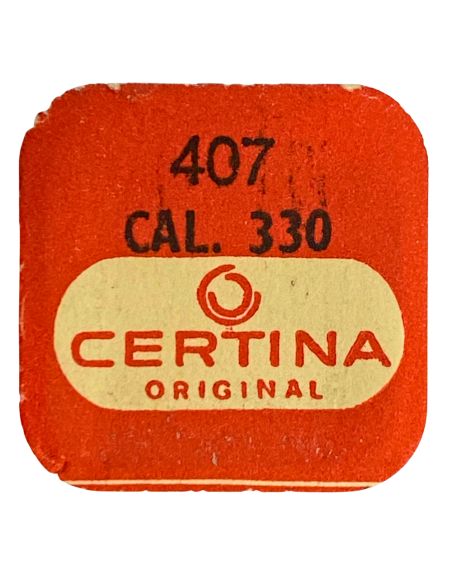 407
CAL. 330
CERTINA
ORIGINAL